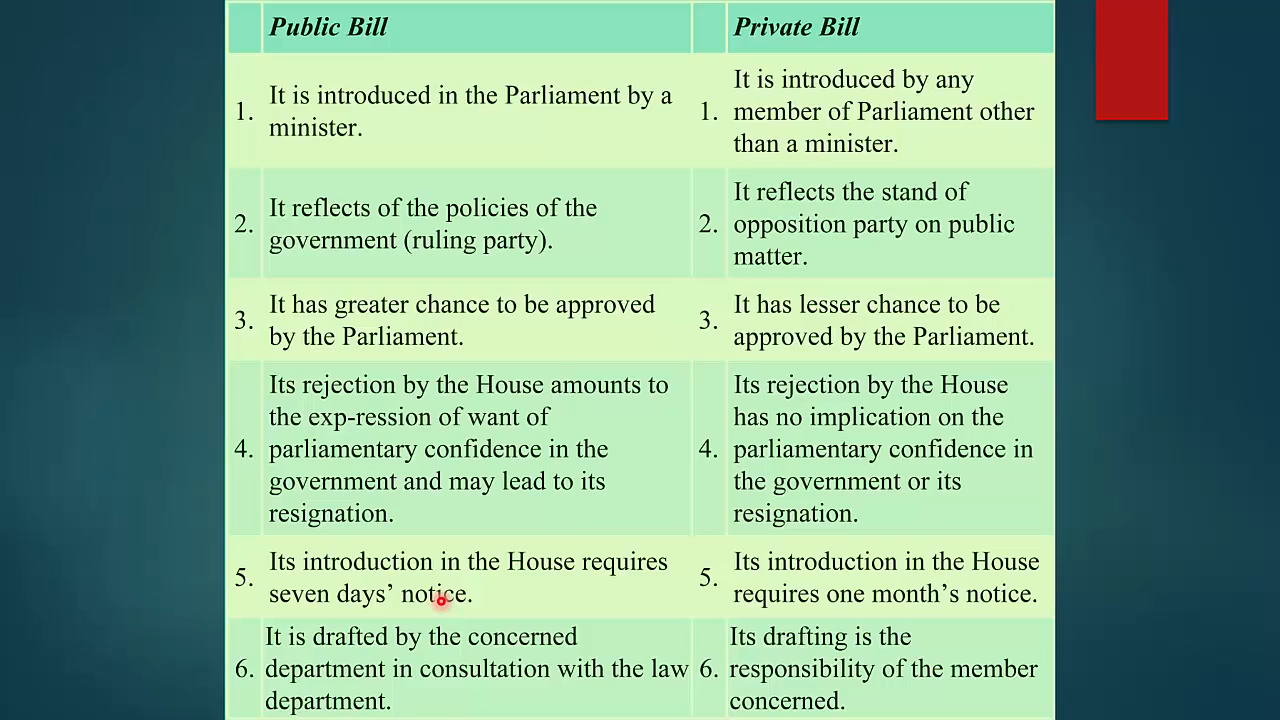 Public Bill
Private Bill
1.
It is introduced in the Parliament by a
minister.
1.
It is introduced by any
member of Parliament other
than a minister.
2.
It reflects of the policies of the
government (ruling party).
2.
It reflects the stand of
opposition party on public
matter.
3.
It has greater chance to be approved
by the Parliament.
3.
It has lesser chance to be
approved by the Parliament.
4.
Its rejection by the House amounts to
the exp-ression of want of
parliamentary confidence in the
government and may lead to its
resignation.
4.
Its rejection by the House
has no implication on the
parliamentary confidence in
the government or its
resignation.
5.
Its introduction in the House requires
seven days’ notice.
5.
Its introduction in the House
requires one month’s notice.
6.
It is drafted by the concerned
department in consultation with the law
department.
6.
Its drafting is the
responsibility of the member
concerned.